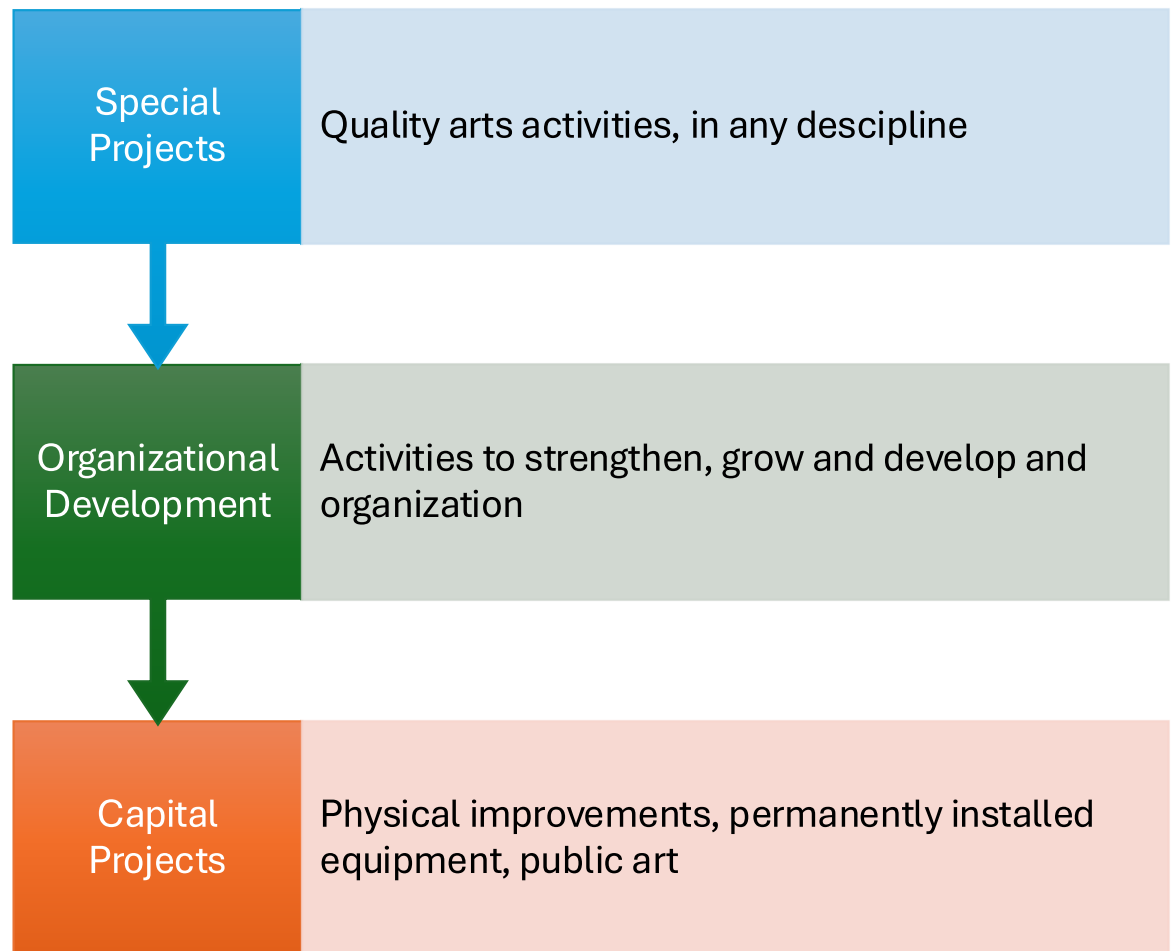 Special
Projects
Quality arts activities, in any descipline
Organizational
Development
Activities to strengthen, grow and develop and
organization
Capital
Projects
Physical improvements, permanently installed
equipment, public art